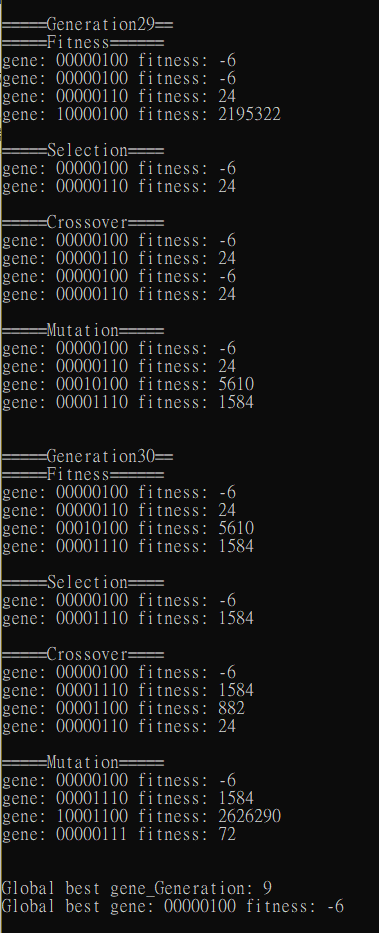 =====Generation29==
=====Fitness======
gene: 00000100 fitness: -6
gene: 00000100 fitness: -6
gene: 00000110 fitness: 24
gene: 10000100 fitness: 2195322
=====Selection====
gene: 00000100 fitness: -6
gene: 00000110 fitness: 24
=====Crossover====
gene: 00000100 fitness: -6
gene: 00000110 fitness: 24
gene: 00000100 fitness: -6
gene: 00000110 fitness: 24
=====Mutation=====
gene: 00000100 fitness: -6
gene: 00000110 fitness: 24
gene: 00010100 fitness: 5610
gene: 00001110 fitness: 1584
=====Generation30==
=====Fitness======
gene: 00000100 fitness: -6
gene: 00000110 fitness: 24
gene: 00010100 fitness: 5610
gene: 00001110 fitness: 1584
=====Selection====
gene: 00000100 fitness: -6
gene: 00001110 fitness: 1584
=====Crossover====
gene: 00000100 fitness: -6
gene: 00001110 fitness: 1584
gene: 00001100 fitness: 882
gene: 00000110 fitness: 24
=====Mutation=====
gene: 00000100 fitness: -6
gene: 00001110 fitness: 1584
gene: 10001100 fitness: 2626290
gene: 00000111 fitness: 72
Global best gene_Generation: 9
Global best gene: 00000100 fitness: -6